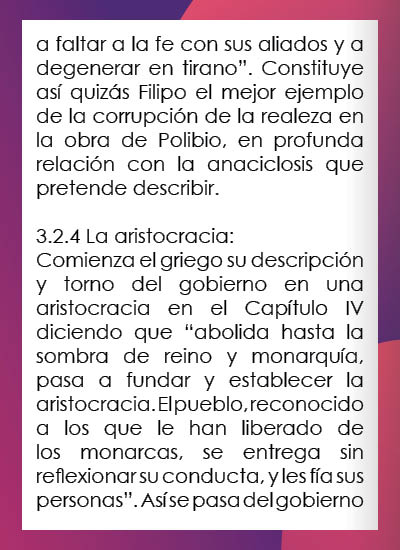 a faltar a la fe con sus aliados y a
degenerar en tirano”. Constituye
así quizás Filipo el mejor ejemplo
de la corrupción de la realeza en
la obra de Polibio, en profunda
relación con la anaciclosis que
pretende describir.
3.2.4 La aristocracia:
Comienza el griego su descripción
y torno del gobierno en una
aristocracia en el Capítulo IV
diciendo que “abolida hasta la
sombra de reino y monarquía,
pasa a fundar y establecer la
aristocracia. El pueblo, reconocido
a los que le han liberado de
los monarcas, se entrega sin
reflexionar su conducta, y les fía sus
personas”. Así se pasa del gobierno